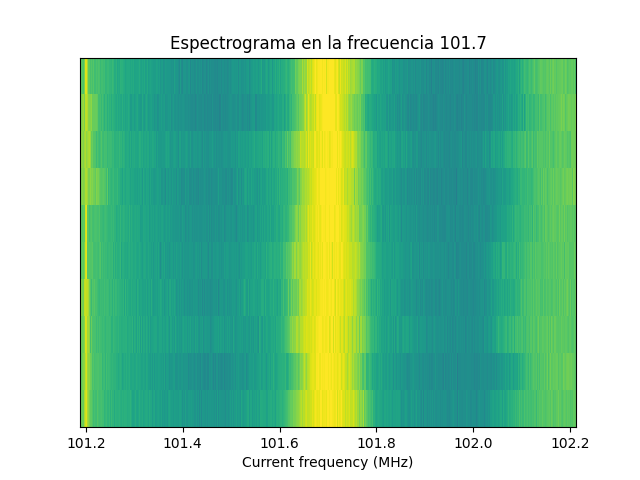 Espectrograma en la frecuencia 101.7
101.2 101.4 101.6 101.8 102.0 102.2
Current frequency (MHz)